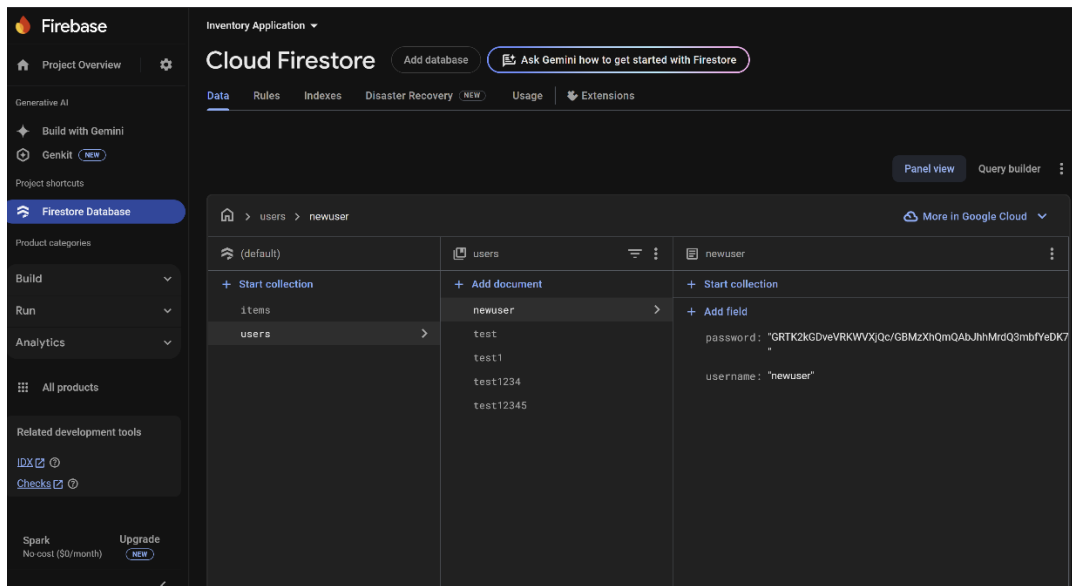 Firebase
Project Overview
Generative AI
Build with Gemini
Genkit NEW
Project shortcuts
Firestore Database
Product categories
Build
Run
Analytics
All products
Related development tools
IDX
Checks
Spark
No-cost ($0/month)
Upgrade
NEW
Inventory Application
Cloud Firestore
Add database
Ask Gemini how to get started with Firestore
Data Rules Indexes Disaster Recovery NEW Usage Extensions
Panel view Query builder
users > newuser
More in Google Cloud
(default)
+ Start collection
items
users
users
+ Add document
newuser
test
test1
test1234
test12345
newuser
+ Start collection
+ Add field
password: "GRTK2kGDveVRKWVXjQc/GBMzXhQmQAbJhhMrdQ3mbfYeDK7
"
username: "newuser"